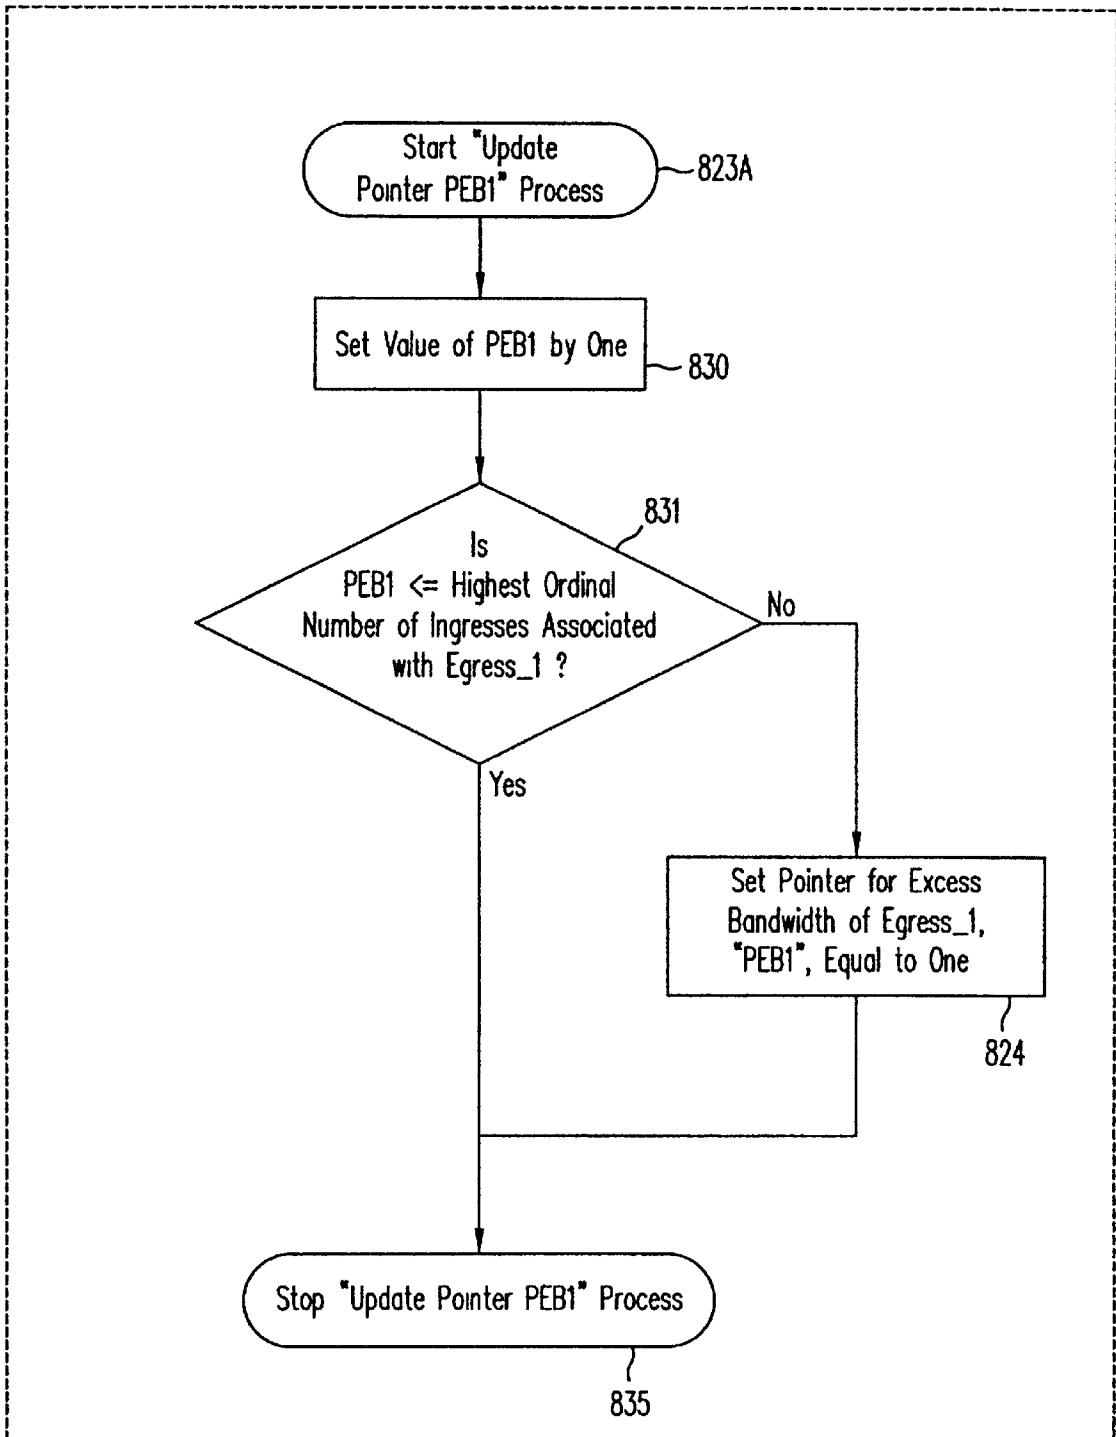 Start "Update
Pointer PEB1" Process
823A
Set Value of PEB1 by One
830
831
Is
PEB1 <= Highest Ordinal
Number of Ingresses Associated
with Egress_1 ?
No
Yes
Set Pointer for Excess
Bandwidth of Egress_1,
"PEB1", Equal to One
824
Stop "Update Pointer PEB1" Process
835